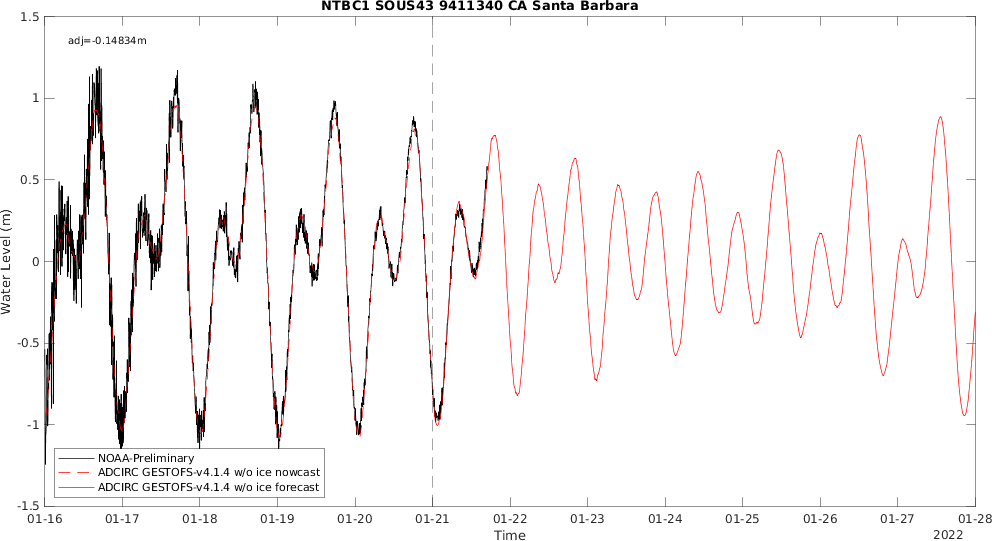 NTBC1 SOUS43 9411340 CA Santa Barbara
adj=-0.14834m
1.5
1
0.5
0
-0.5
-1
-1.5
Water Level (m)
NOAA-Preliminary
ADCIRC GESTOFS-v4.1.4 w/o ice nowcast
ADCIRC GESTOFS-v4.1.4 w/o ice forecast
01-16 01-17 01-18 01-19 01-20 01-21 01-22 01-23 01-24 01-25 01-26 01-27 01-28
Time
2022